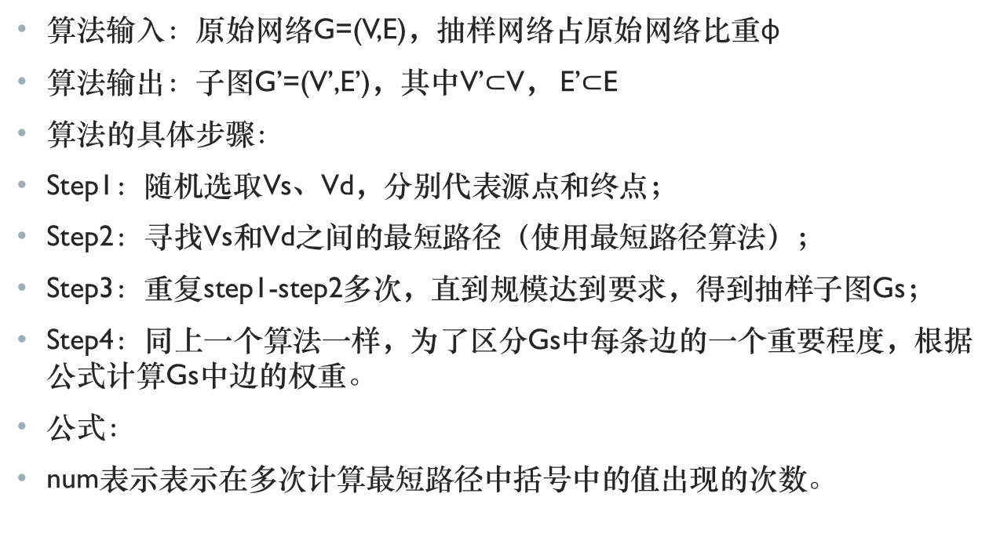 • 算法输入：原始网络G=(V,E)，抽样网络占原始网络比重ϕ
• 算法输出：子图G’=(V’,E’)，其中V’⊂V， E’⊂E
• 算法的具体步骤：
• Step1：随机选取Vs、Vd，分别代表源点和终点；
• Step2：寻找Vs和Vd之间的最短路径（使用最短路径算法）；
• Step3：重复step1-step2多次，直到规模达到要求，得到抽样子图Gs；
• Step4：同上一个算法一样，为了区分Gs中每条边的一个重要程度，根据
公式计算Gs中边的权重。
• 公式：
• num表示表示在多次计算最短路径中括号中的值出现的次数。